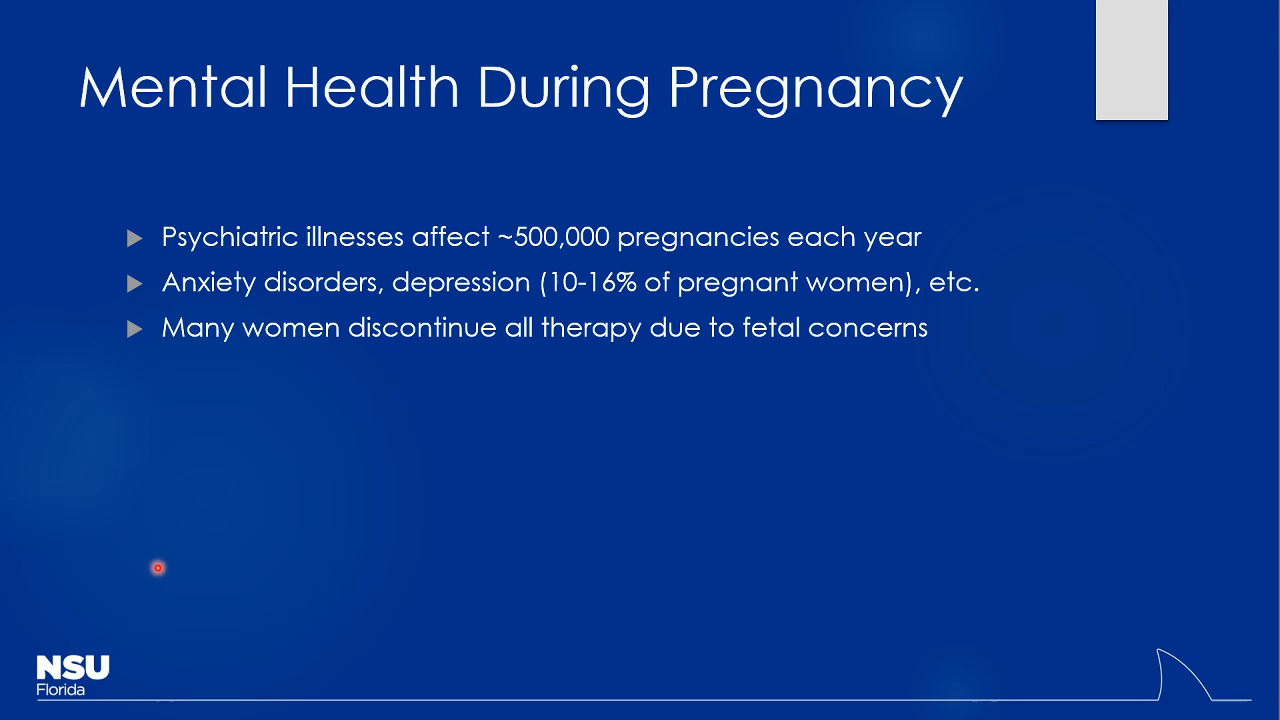 Mental Health During Pregnancy
Psychiatric illnesses affect ~500,000 pregnancies each year
Anxiety disorders, depression (10-16% of pregnant women), etc.
Many women discontinue all therapy due to fetal concerns
NSU
Florida